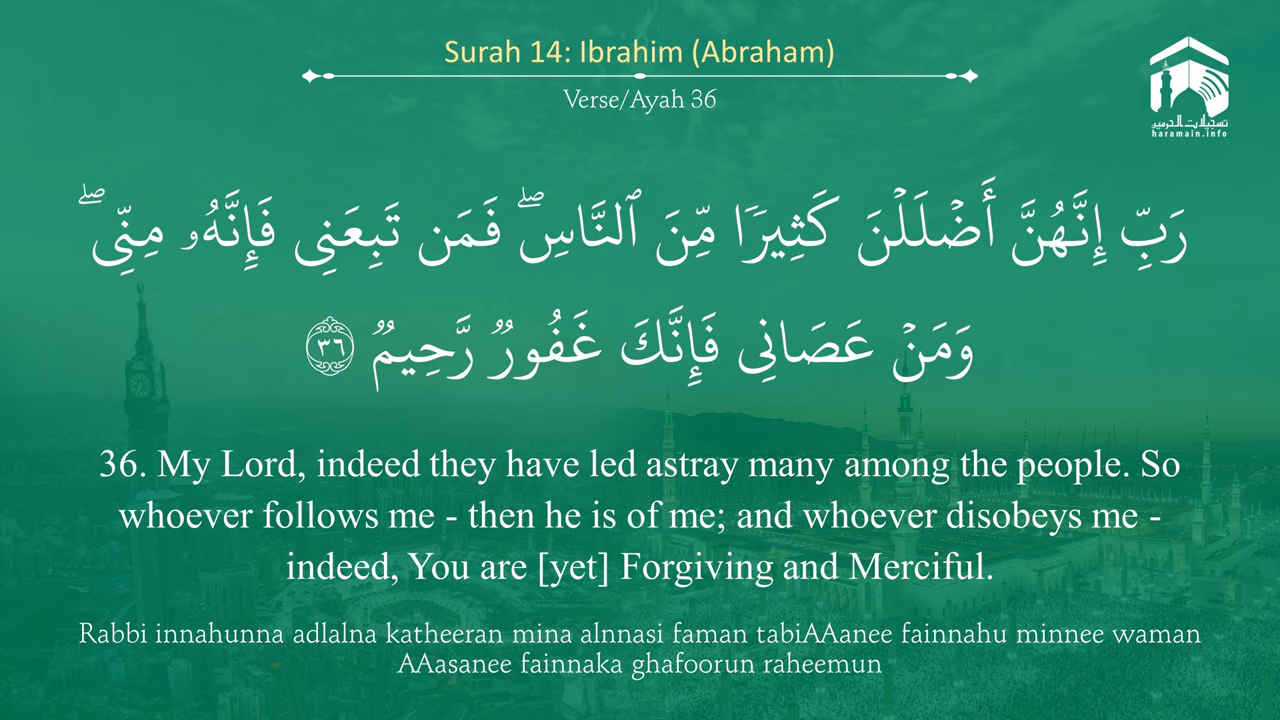 Surah 14: Ibrahim (Abraham)
Verse/Ayah 36
تسجيلات الحرمين
haramain.info
رَبِّ إِنَّهُنَّ أَضۡلَلۡنَ كَثِيرٗا مِّنَ ٱلنَّاسِۖ فَمَن تَبِعَنِي فَإِنَّهُۥ مِنِّيۖ
وَمَنۡ عَصَانِي فَإِنَّكَ غَفُورٞ رَّحِيمٞ ٣٦
36. My Lord, indeed they have led astray many among the people. So
whoever follows me - then he is of me; and whoever disobeys me -
indeed, You are [yet] Forgiving and Merciful.
Rabbi innahunna adlalna katheeran mina alnnasi faman tabiAAanee fainnahu minnee waman
AAasanee fainnaka ghafoorun raheemun